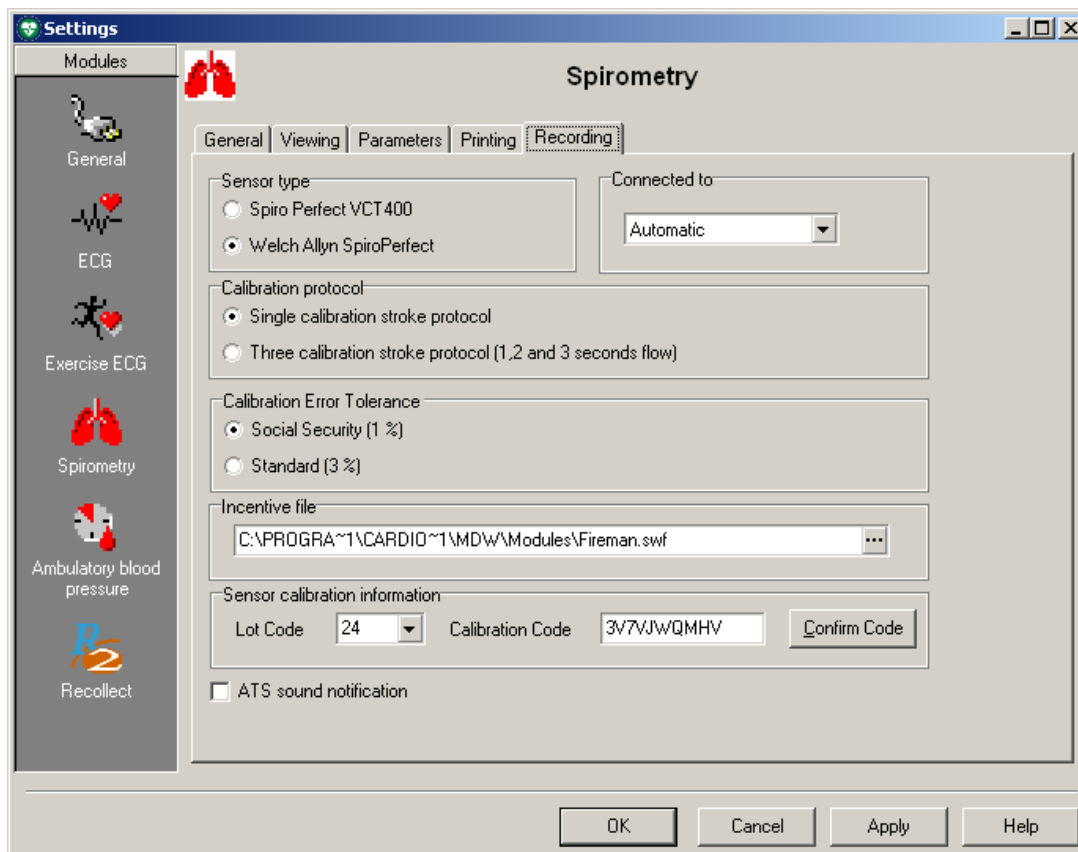 Settings
Modules
General
ECG
Exercise ECG
Spirometry
Ambulatory blood
pressure
R2
Recollect
Spirometry
General Viewing Parameters Printing Recording
Sensor type
Spiro Perfect VCT400
Welch Allyn SpiroPerfect
Connected to
Automatic
Calibration protocol
Single calibration stroke protocol
Three calibration stroke protocol (1,2 and 3 seconds flow)
Calibration Error Tolerance
Social Security (1 %)
Standard (3 %)
Incentive file
C:\PROGRA~1\CARDIO~1\MDW\Modules\Fireman.swf ...
Sensor calibration information
Lot Code 24 Calibration Code 3V7VJWQMHV Confirm Code
ATS sound notification
OK Cancel Apply Help